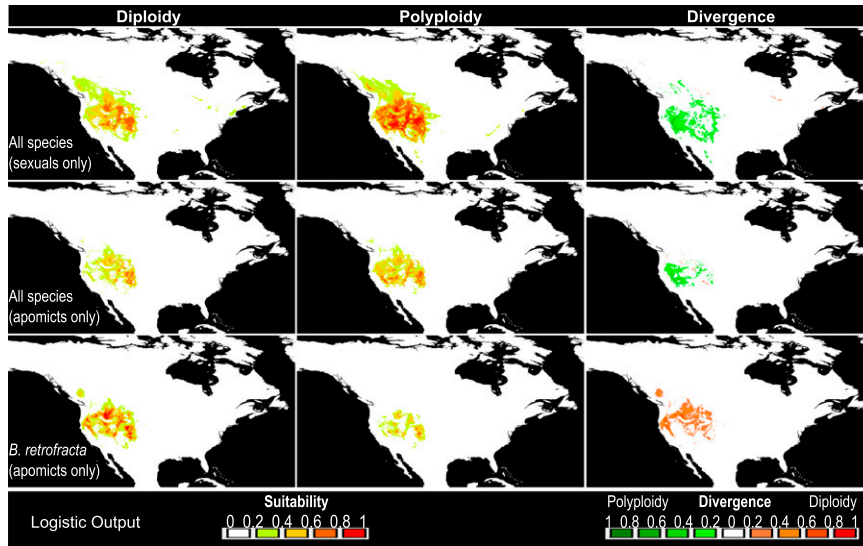 Diploidy Polyploidy Divergence
All species
(sexuals only)
All species
(apomicts only)
B. retrofracta
(apomicts only)
Logistic Output
Suitability
0 0.2 0.4 0.6 0.8 1
Polyploidy Divergence Diploidy
1 0.8 0.6 0.4 0.2 0 0.2 0.4 0.6 0.8 1